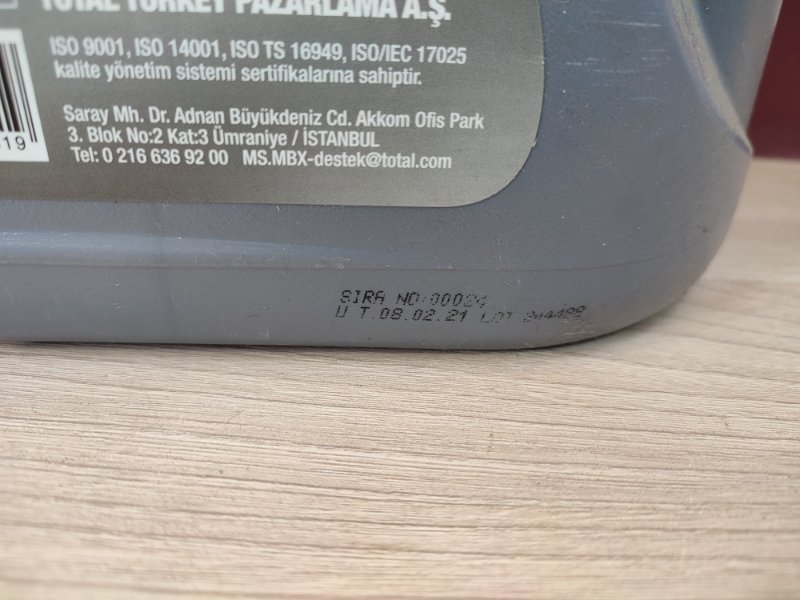 TOTAL TURKEY PAZARLAMA A.Ş.
ISO 9001, ISO 14001, ISO TS 16949, ISO/IEC 17025
kalite yönetim sistemi sertifikalarına sahiptir.
Saray Mh. Dr. Adnan Büyükdeniz Cd. Akkom Ofis Park
3. Blok No:2 Kat:3 Ümraniye / İSTANBUL
Tel: 0 216 636 92 00 MS.MBX-destek@total.com
19
SIRA NO:00024
U T.08.02.21 LOT